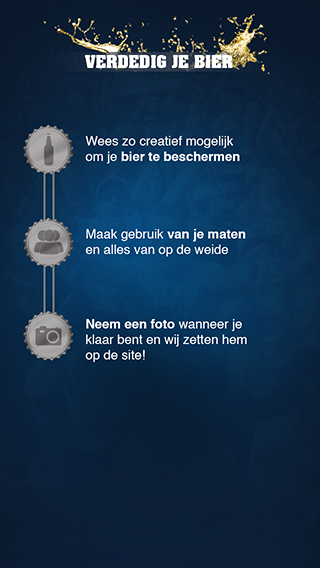 VERDEDIG JE BIER
Wees zo creatief mogelijk
om je bier te beschermen
Maak gebruik van je maten
en alles van op de weide
Neem een foto wanneer je
klaar bent en wij zetten hem
op de site!